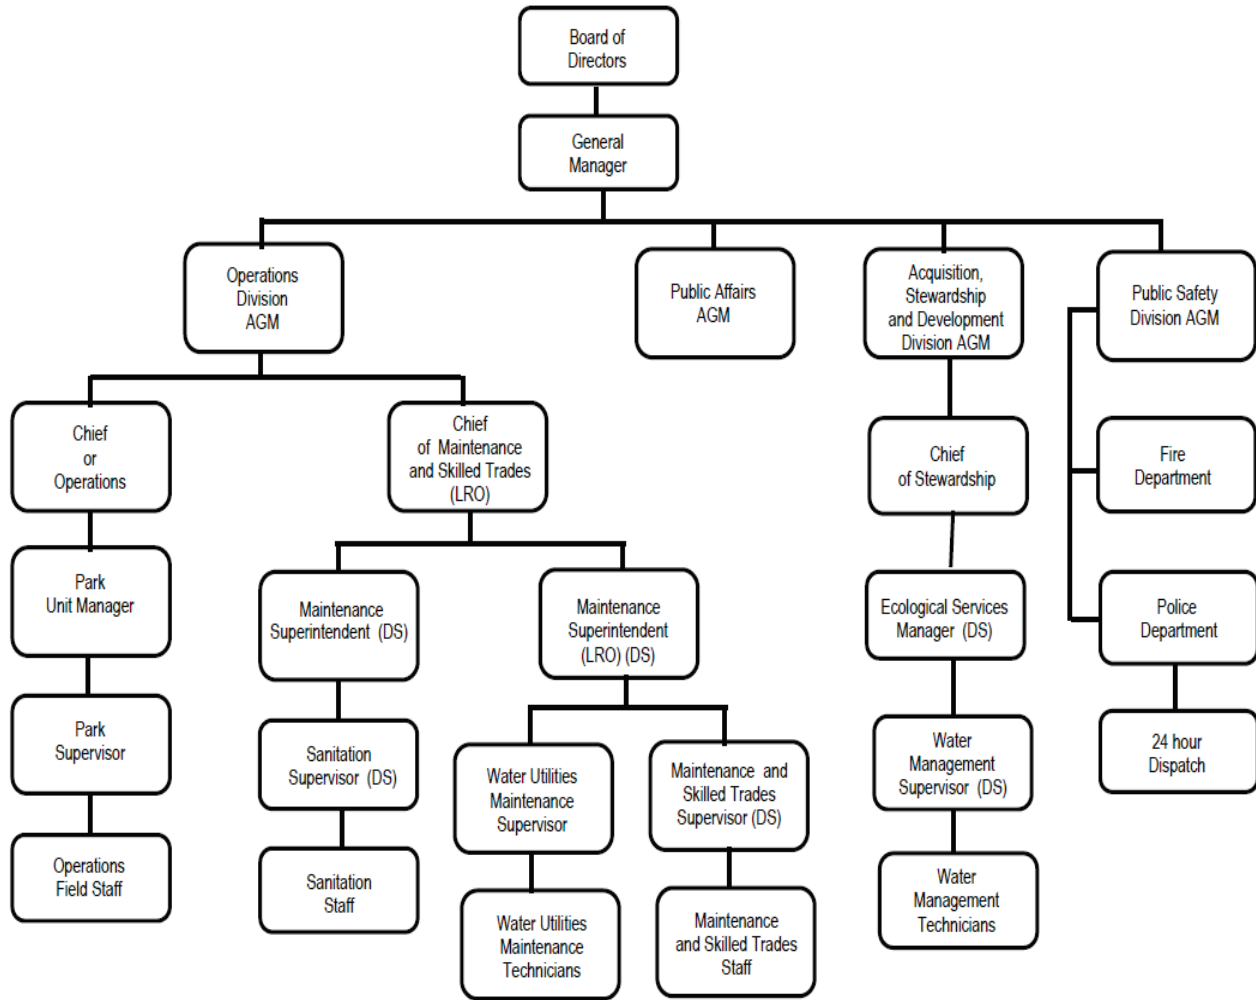 Board of
Directors
General
Manager
Operations
Division
AGM
Public Affairs
AGM
Acquisition,
Stewardship
and Development
Division AGM
Public Safety
Division AGM
Chief
or
Operations
Chief
of Maintenance
and Skilled Trades
(LRO)
Chief
of Stewardship
Fire
Department
Park
Unit Manager
Maintenance
Superintendent (DS)
Maintenance
Superintendent
(LRO) (DS)
Ecological Services
Manager (DS)
Police
Department
Park
Supervisor
Sanitation
Supervisor (DS)
Water Utilities
Maintenance
Supervisor
Maintenance and
Skilled Trades
Supervisor (DS)
Water
Management
Supervisor (DS)
24 hour
Dispatch
Operations
Field Staff
Sanitation
Staff
Water Utilities
Maintenance
Technicians
Maintenance
and Skilled Trades
Staff
Water
Management
Technicians